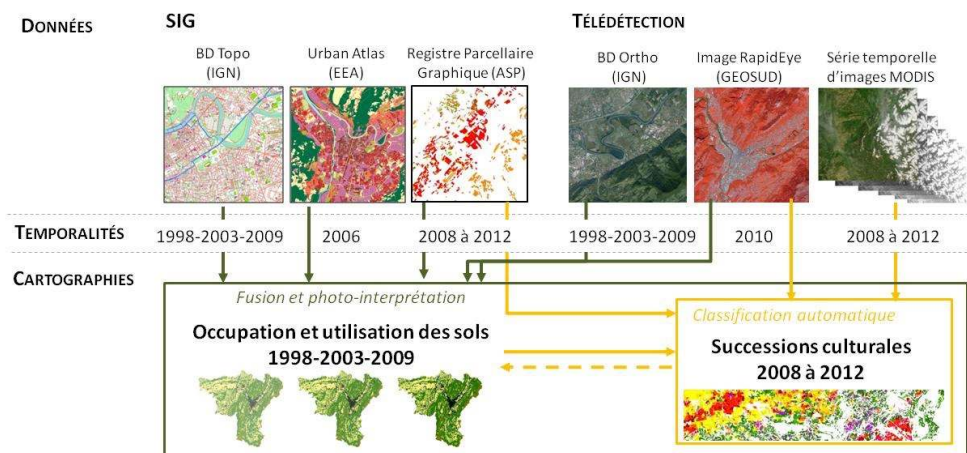 DONNÉES
SIG
TÉLÉDÉTECTION
BD Topo
(IGN)
Urban Atlas
(EEA)
Registre Parcellaire
Graphique (ASP)
BD Ortho
(IGN)
Image RapidEye
(GEOSUD)
Série temporelle
d'images MODIS
TEMPORALITÉS
1998-2003-2009
2006
2008 à 2012
1998-2003-2009
2010
2008 à 2012
CARTOGRAPHIES
Fusion et photo-interprétation
Occupation et utilisation des sols
1998-2003-2009
Classification automatique
Successions culturales
2008 à 2012